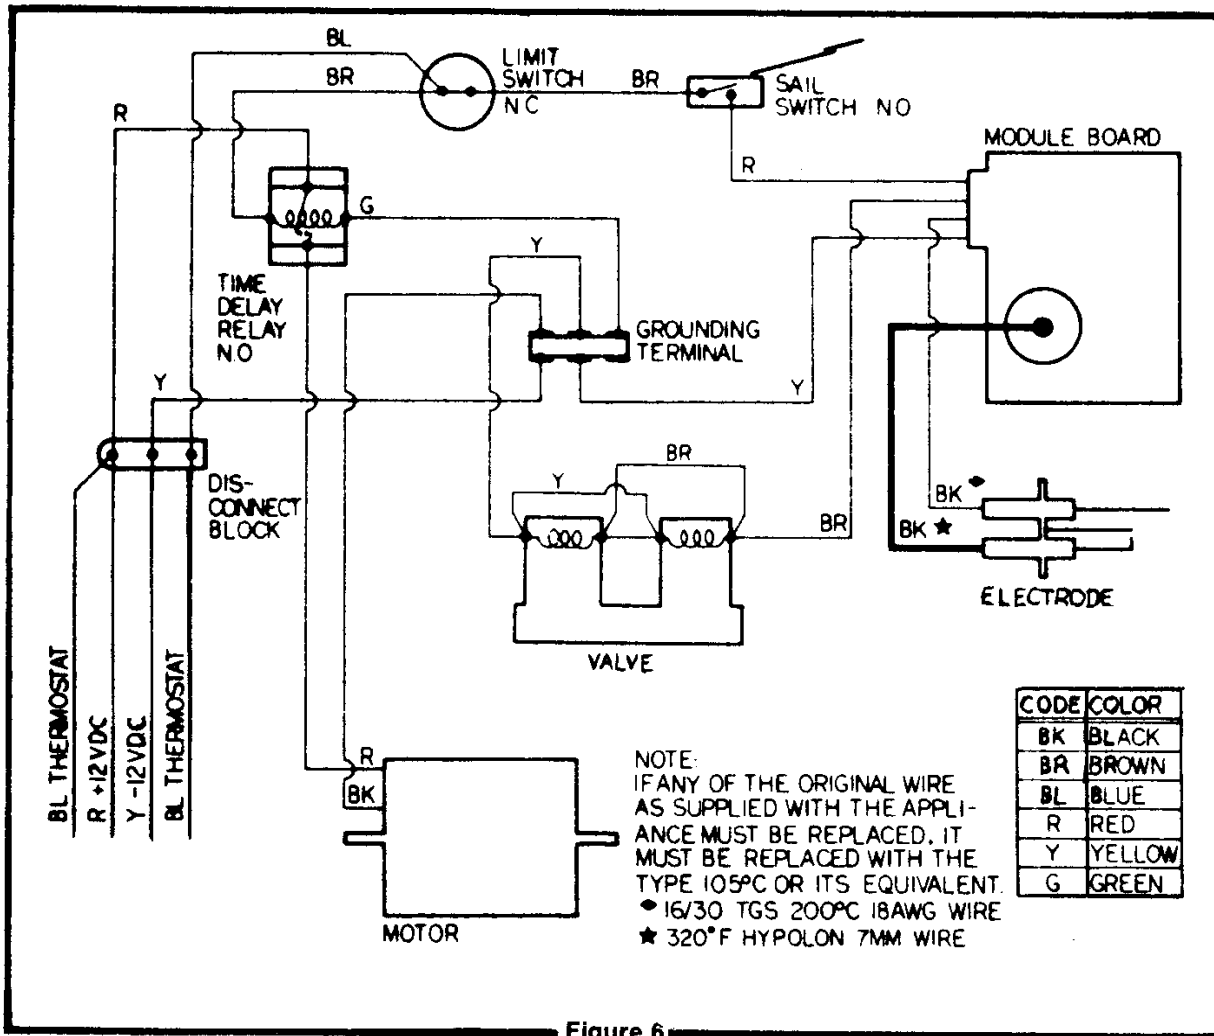 BL
BR
LIMIT
SWITCH
NC
BR
SAIL
SWITCH NO
R
R
MODULE BOARD
G
TIME
DELAY
RELAY
N.O
Y
GROUNDING
TERMINAL
Y
Y
DIS-
CONNECT
BLOCK
BR
Y
BR
BK ◆
BK ★
ELECTRODE
VALVE
BL THERMOSTAT
R +12VDC
Y -12VDC
BL THERMOSTAT
R
BK
MOTOR
NOTE:
IF ANY OF THE ORIGINAL WIRE
AS SUPPLIED WITH THE APPLI-
ANCE MUST BE REPLACED, IT
MUST BE REPLACED WITH THE
TYPE 105°C OR ITS EQUIVALENT.
◆ 16/30 TGS 200°C 18AWG WIRE
★ 320°F HYPOLON 7MM WIRE
CODE COLOR
BK BLACK
BR BROWN
BL BLUE
R RED
Y YELLOW
G GREEN
Figure 6